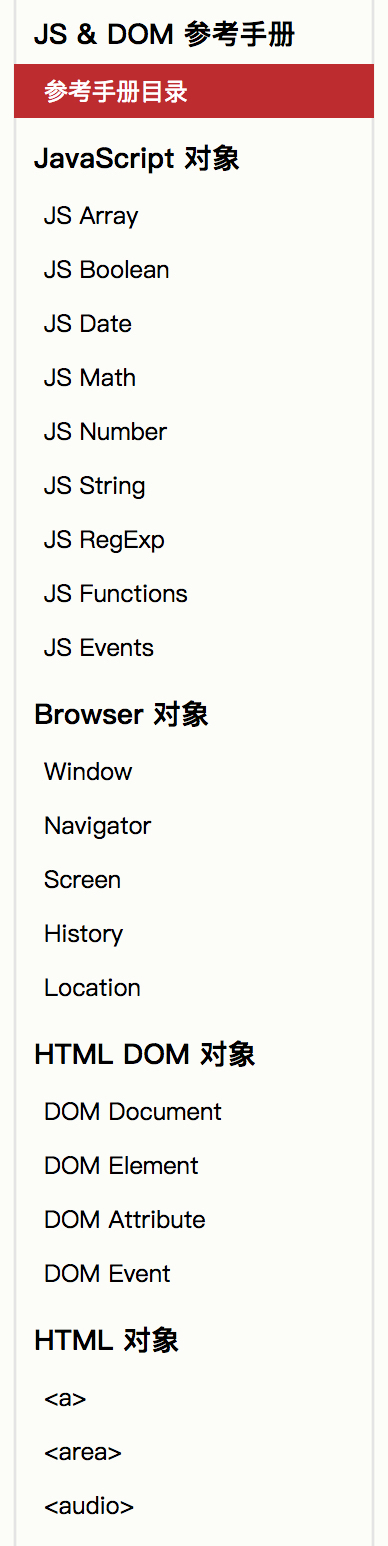 JS & DOM 参考手册
参考手册目录
JavaScript 对象
JS Array
JS Boolean
JS Date
JS Math
JS Number
JS String
JS RegExp
JS Functions
JS Events
Browser 对象
Window
Navigator
Screen
History
Location
HTML DOM 对象
DOM Document
DOM Element
DOM Attribute
DOM Event
HTML 对象
<a>
<area>
<audio>